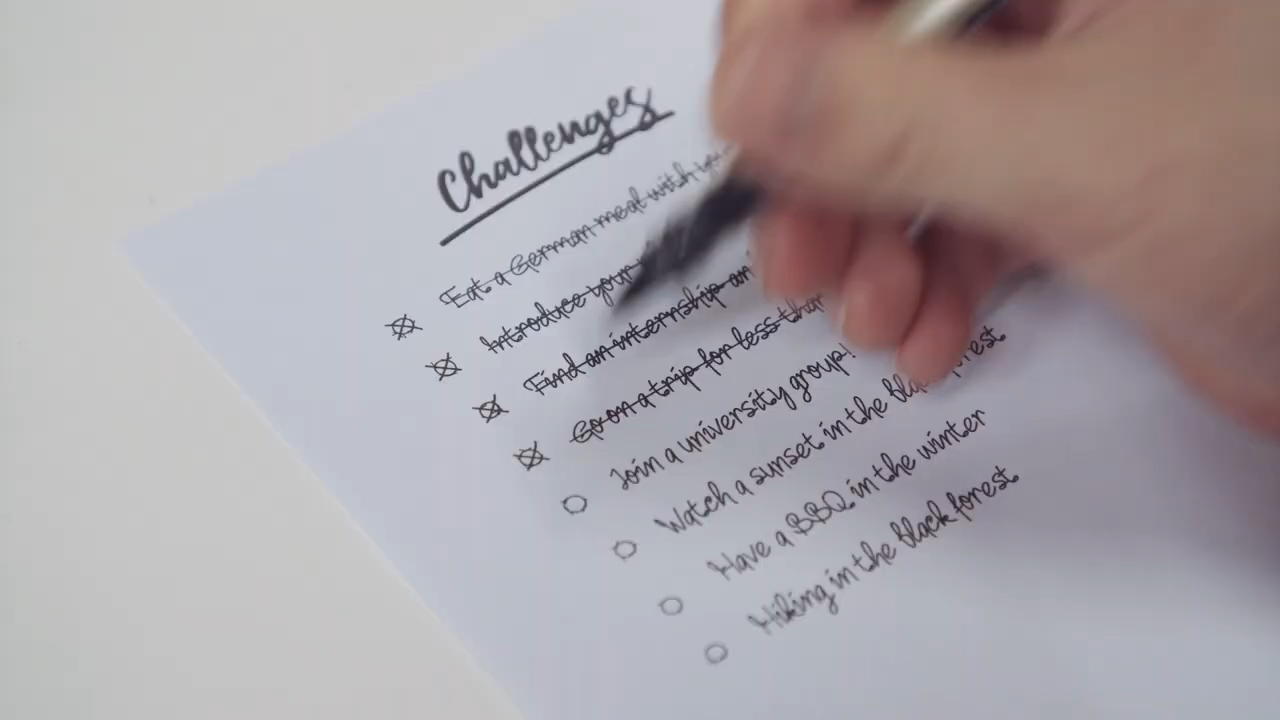 Challenges
Eat a German meal with
Introduce your
Find an internship
Go on a trip for less than
Join a university group!
Watch a sunset in the black forest
Have a BBQ in the winter
Hiking in the black forest